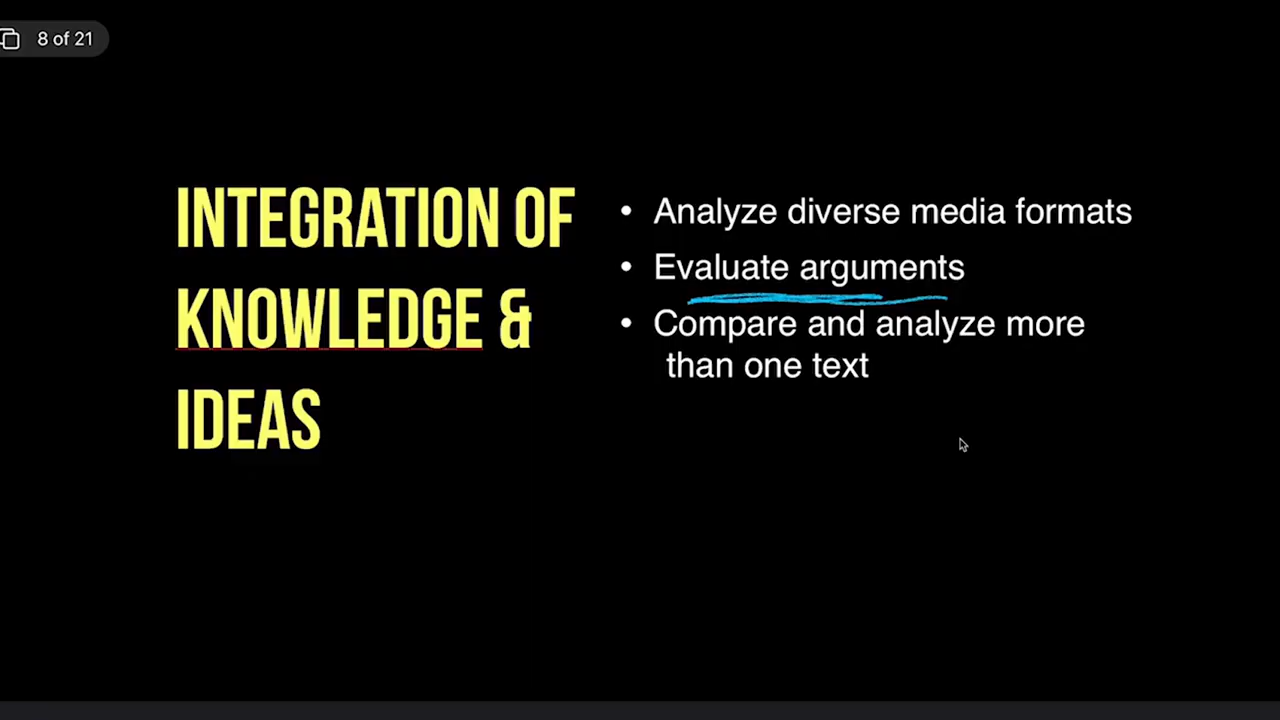 8 of 21
INTEGRATION OF
KNOWLEDGE &
IDEAS
• Analyze diverse media formats
• Evaluate arguments
• Compare and analyze more
than one text